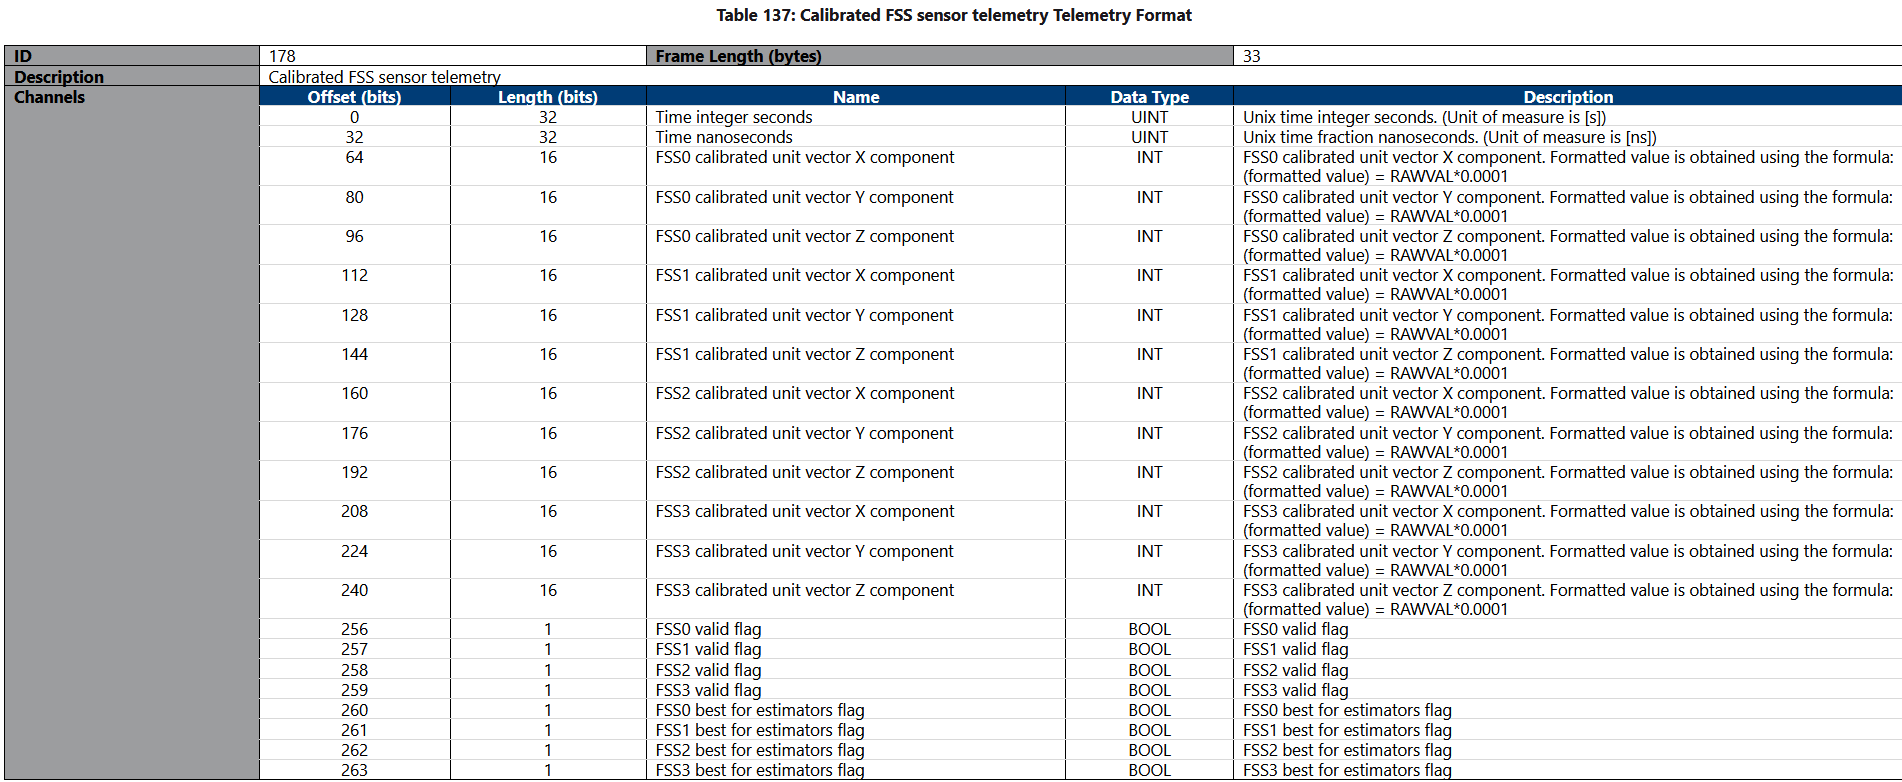 Table 137: Calibrated FSS sensor telemetry Telemetry Format
ID 178 Frame Length (bytes) 33
Description Calibrated FSS sensor telemetry
Channels Offset (bits) Length (bits) Name Data Type Description
0 32 Time integer seconds UINT Unix time integer seconds. (Unit of measure is [s])
32 32 Time nanoseconds UINT Unix time fraction nanoseconds. (Unit of measure is [ns])
64 16 FSS0 calibrated unit vector X component INT FSS0 calibrated unit vector X component. Formatted value is obtained using the formula:
(formatted value) = RAWVAL*0.0001
80 16 FSS0 calibrated unit vector Y component INT FSS0 calibrated unit vector Y component. Formatted value is obtained using the formula:
(formatted value) = RAWVAL*0.0001
96 16 FSS0 calibrated unit vector Z component INT FSS0 calibrated unit vector Z component. Formatted value is obtained using the formula:
(formatted value) = RAWVAL*0.0001
112 16 FSS1 calibrated unit vector X component INT FSS1 calibrated unit vector X component. Formatted value is obtained using the formula:
(formatted value) = RAWVAL*0.0001
128 16 FSS1 calibrated unit vector Y component INT FSS1 calibrated unit vector Y component. Formatted value is obtained using the formula:
(formatted value) = RAWVAL*0.0001
144 16 FSS1 calibrated unit vector Z component INT FSS1 calibrated unit vector Z component. Formatted value is obtained using the formula:
(formatted value) = RAWVAL*0.0001
160 16 FSS2 calibrated unit vector X component INT FSS2 calibrated unit vector X component. Formatted value is obtained using the formula:
(formatted value) = RAWVAL*0.0001
176 16 FSS2 calibrated unit vector Y component INT FSS2 calibrated unit vector Y component. Formatted value is obtained using the formula:
(formatted value) = RAWVAL*0.0001
192 16 FSS2 calibrated unit vector Z component INT FSS2 calibrated unit vector Z component. Formatted value is obtained using the formula:
(formatted value) = RAWVAL*0.0001
208 16 FSS3 calibrated unit vector X component INT FSS3 calibrated unit vector X component. Formatted value is obtained using the formula:
(formatted value) = RAWVAL*0.0001
224 16 FSS3 calibrated unit vector Y component INT FSS3 calibrated unit vector Y component. Formatted value is obtained using the formula:
(formatted value) = RAWVAL*0.0001
240 16 FSS3 calibrated unit vector Z component INT FSS3 calibrated unit vector Z component. Formatted value is obtained using the formula:
(formatted value) = RAWVAL*0.0001
256 1 FSS0 valid flag BOOL FSS0 valid flag
257 1 FSS1 valid flag BOOL FSS1 valid flag
258 1 FSS2 valid flag BOOL FSS2 valid flag
259 1 FSS3 valid flag BOOL FSS3 valid flag
260 1 FSS0 best for estimators flag BOOL FSS0 best for estimators flag
261 1 FSS1 best for estimators flag BOOL FSS1 best for estimators flag
262 1 FSS2 best for estimators flag BOOL FSS2 best for estimators flag
263 1 FSS3 best for estimators flag BOOL FSS3 best for estimators flag